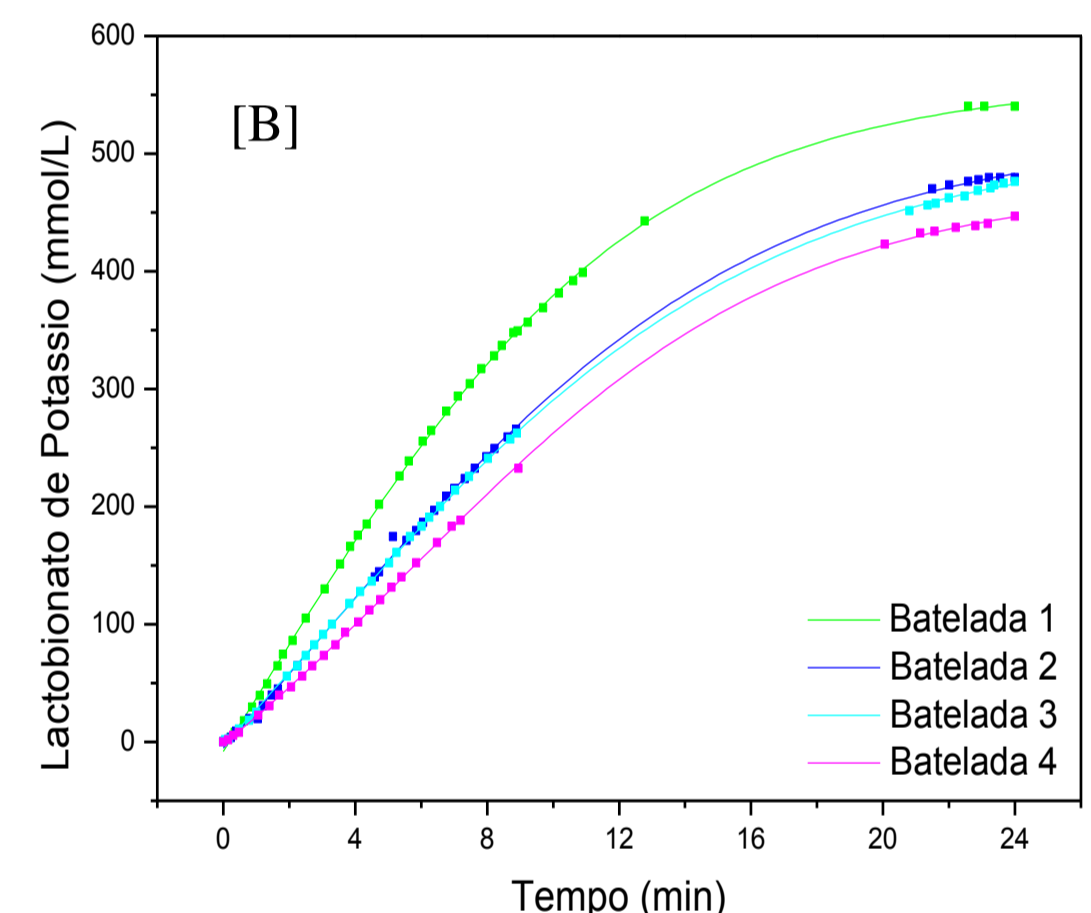 600
500
400
300
200
100
0
Lactobionato de Potassio (mmol/L)
[B]
Batelada 1
Batelada 2
Batelada 3
Batelada 4
0 4 8 12 16 20 24
Tempo (min)